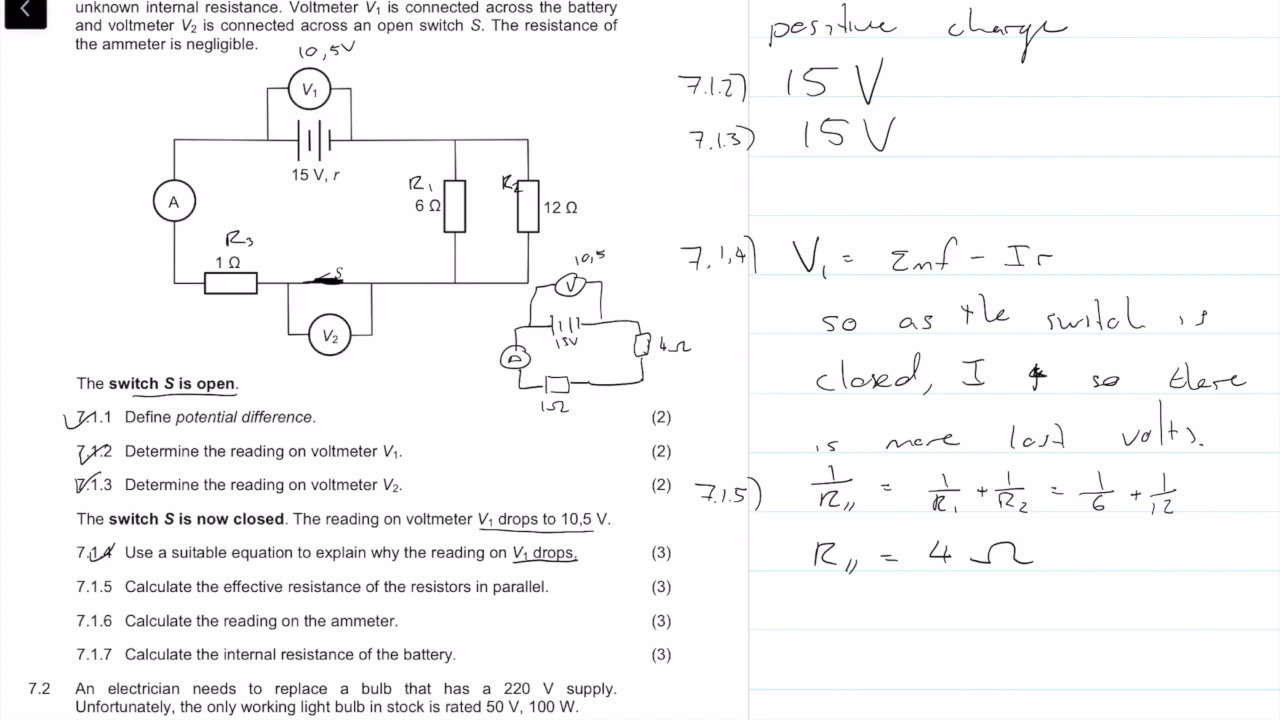 unknown internal resistance. Voltmeter V₁ is connected across the battery
and voltmeter V₂ is connected across an open switch S. The resistance of
the ammeter is negligible.
10,5V
V₁
15 V, r
A
R₁
6 Ω
R₂
12 Ω
R₃
1 Ω
S
V₂
10,5
V
15V
A
4Ω
1Ω
The switch S is open.
7.1.1 Define potential difference. (2)
7.1.2 Determine the reading on voltmeter V₁. (2)
7.1.3 Determine the reading on voltmeter V₂. (2)
The switch S is now closed. The reading on voltmeter V₁ drops to 10,5 V.
7.1.4 Use a suitable equation to explain why the reading on V₁ drops. (3)
7.1.5 Calculate the effective resistance of the resistors in parallel. (3)
7.1.6 Calculate the reading on the ammeter. (3)
7.1.7 Calculate the internal resistance of the battery. (3)
7.2 An electrician needs to replace a bulb that has a 220 V supply.
Unfortunately, the only working light bulb in stock is rated 50 V, 100 W.
positive charge
7.1.2) 15 V
7.1.3) 15 V
7.1,4) V₁ = Emf - Ir
so as the switch is
closed, I ↑ so there
is more lost volts.
7.1.5) 1/R// = 1/R₁ + 1/R₂ = 1/6 + 1/12
R// = 4 Ω